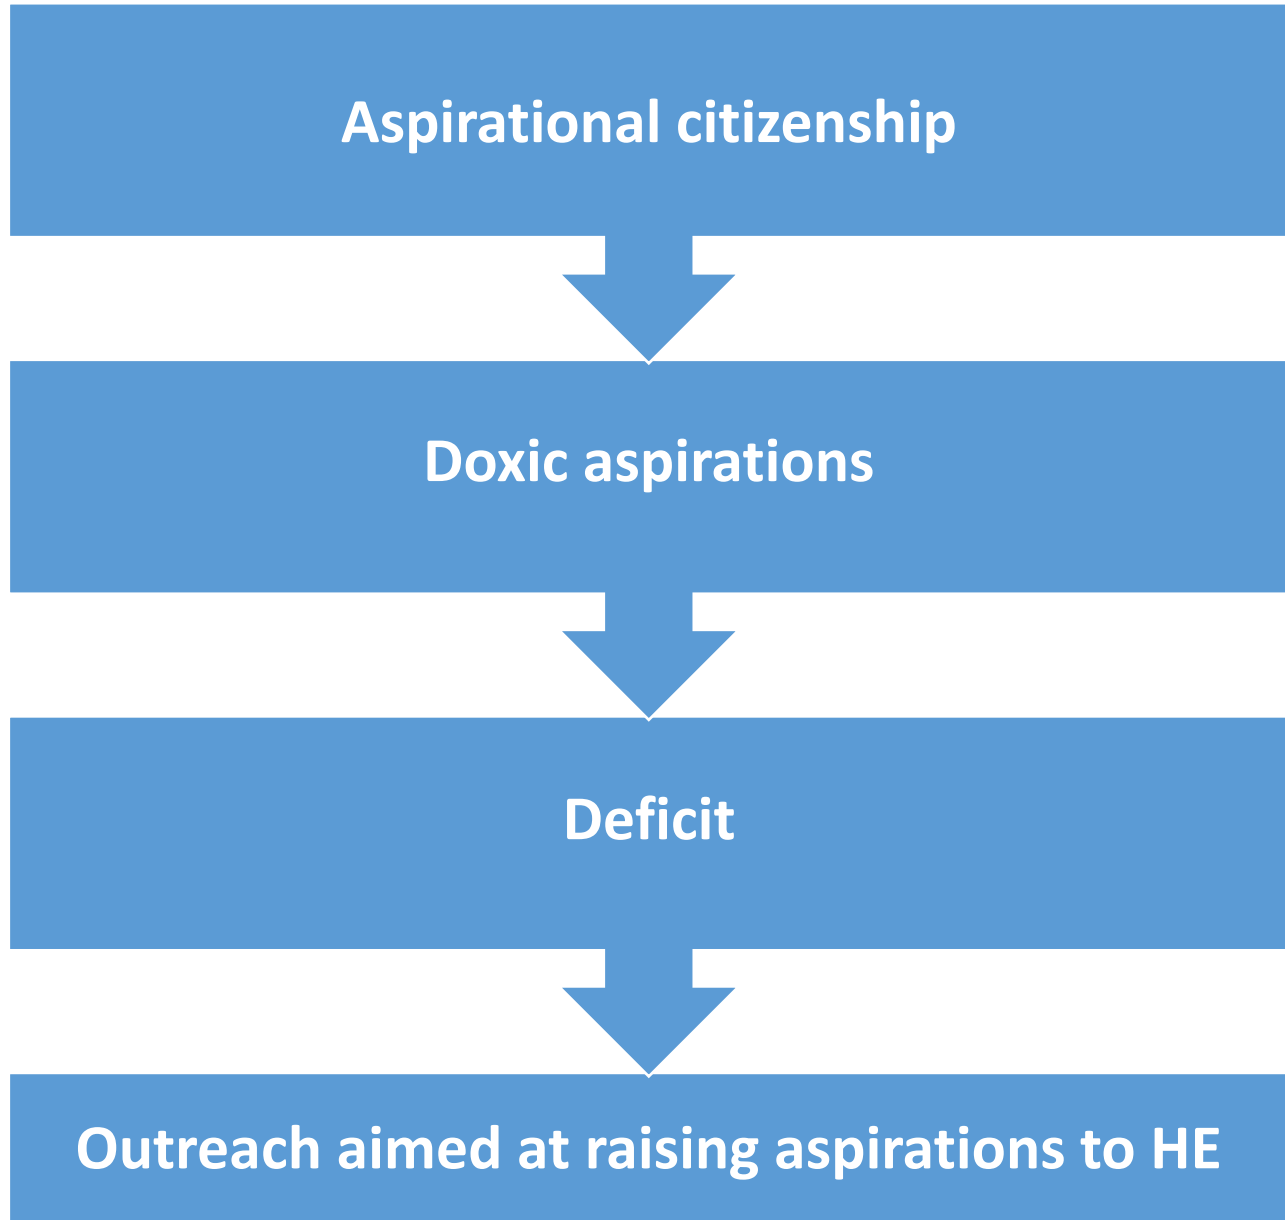 Aspirational citizenship
Doxic aspirations
Deficit
Outreach aimed at raising aspirations to HE